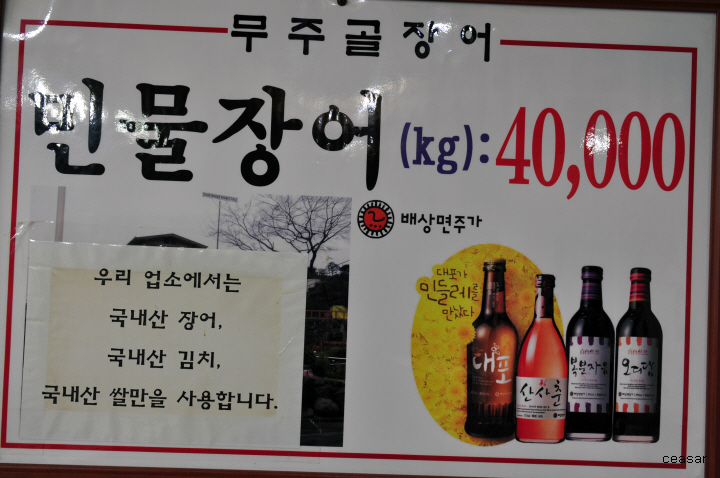 무주골장어
민물장어 (kg): 40,000
배상면주가
우리 업소에서는
국내산 장어,
국내산 김치,
국내산 쌀만을 사용합니다.
대포가
민들레를
만났다
대포
산사춘
복분자음
오디담
ceasar